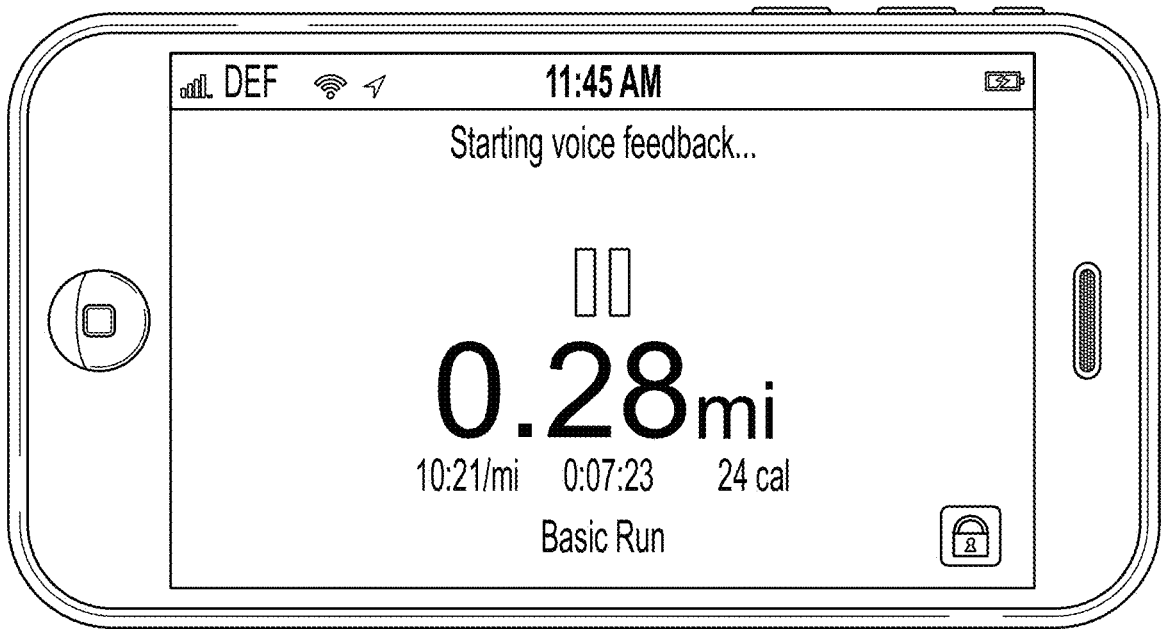 DEF 11:45 AM
Starting voice feedback...
0.28mi
10:21/mi 0:07:23 24 cal
Basic Run